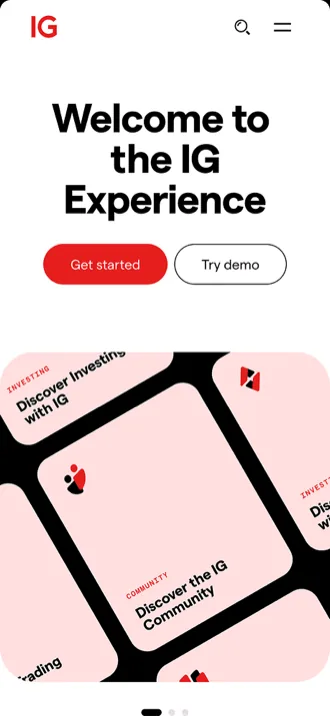 IG
Welcome to
the IG
Experience
Get started
Try demo
INVESTING
Discover Investing
with IG
COMMUNITY
Discover the IG
Community